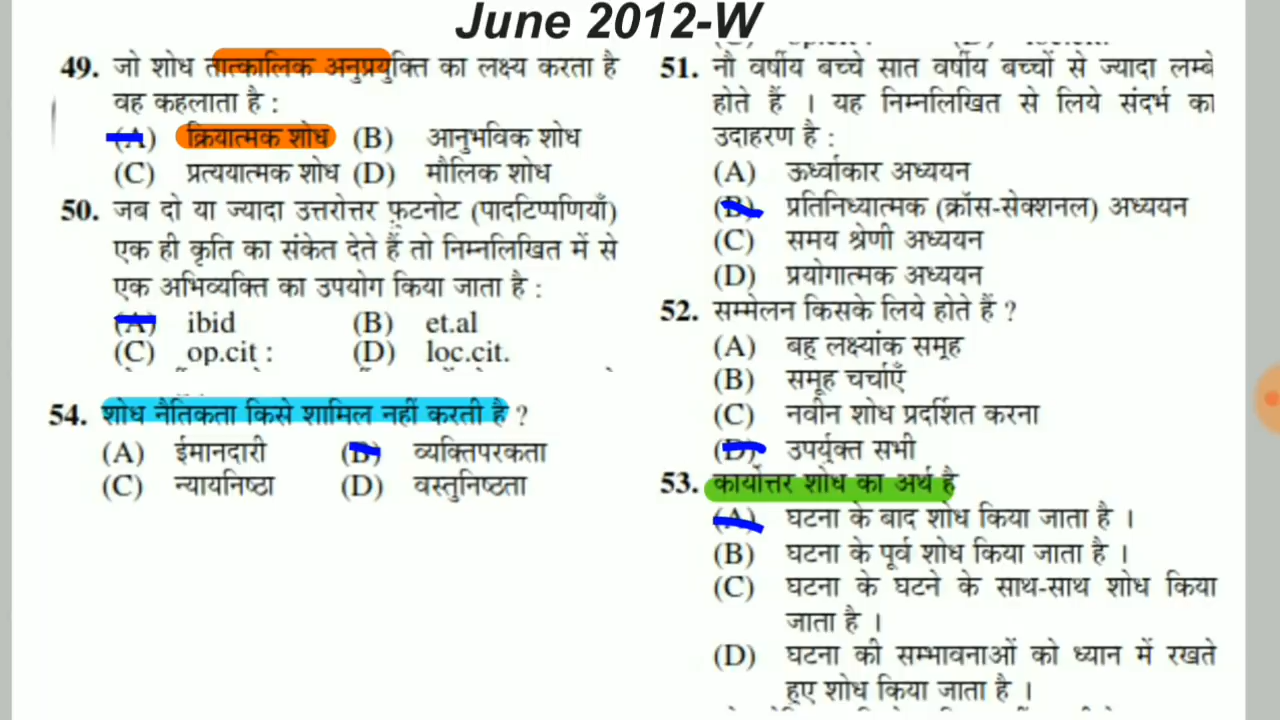 June 2012-W
49. जो शोध तात्कालिक अनुप्रयुक्ति का लक्ष्य करता है
वह कहलाता है :
(A) क्रियात्मक शोध (B) आनुभविक शोध
(C) प्रत्ययात्मक शोध (D) मौलिक शोध
50. जब दो या ज्यादा उत्तरोत्तर फ़ुटनोट (पादटिप्पणियाँ)
एक ही कृति का संकेत देते हैं तो निम्नलिखित में से
एक अभिव्यक्ति का उपयोग किया जाता है :
(A) ibid (B) et.al
(C) op.cit : (D) loc.cit.
54. शोध नैतिकता किसे शामिल नहीं करती है ?
(A) ईमानदारी (B) व्यक्तिपरकता
(C) न्यायनिष्ठा (D) वस्तुनिष्ठता
51. नौ वर्षीय बच्चे सात वर्षीय बच्चों से ज्यादा लम्बे
होते हैं । यह निम्नलिखित से लिये संदर्भ का
उदाहरण है :
(A) ऊर्ध्वाकार अध्ययन
(B) प्रतिनिध्यात्मक (क्रॉस-सेक्शनल) अध्ययन
(C) समय श्रेणी अध्ययन
(D) प्रयोगात्मक अध्ययन
52. सम्मेलन किसके लिये होते हैं ?
(A) बहु लक्ष्यांक समूह
(B) समूह चर्चाएँ
(C) नवीन शोध प्रदर्शित करना
(D) उपर्युक्त सभी
53. कार्योत्तर शोध का अर्थ है
(A) घटना के बाद शोध किया जाता है ।
(B) घटना के पूर्व शोध किया जाता है ।
(C) घटना के घटने के साथ-साथ शोध किया
जाता है ।
(D) घटना की सम्भावनाओं को ध्यान में रखते
हुए शोध किया जाता है ।